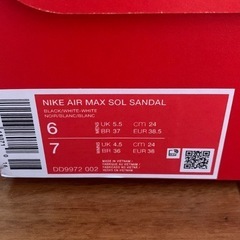 NIKE AIR MAX SOL SANDAL
BLACK/WHITE-WHITE
NOIR/BLANC/BLANC
6 MENS UK 5.5 CM 24
BR 37 EUR 38.5
7 UK 4.5 CM 24
BR 36 EUR 38
DD9972 002
MADE IN VIETNAM